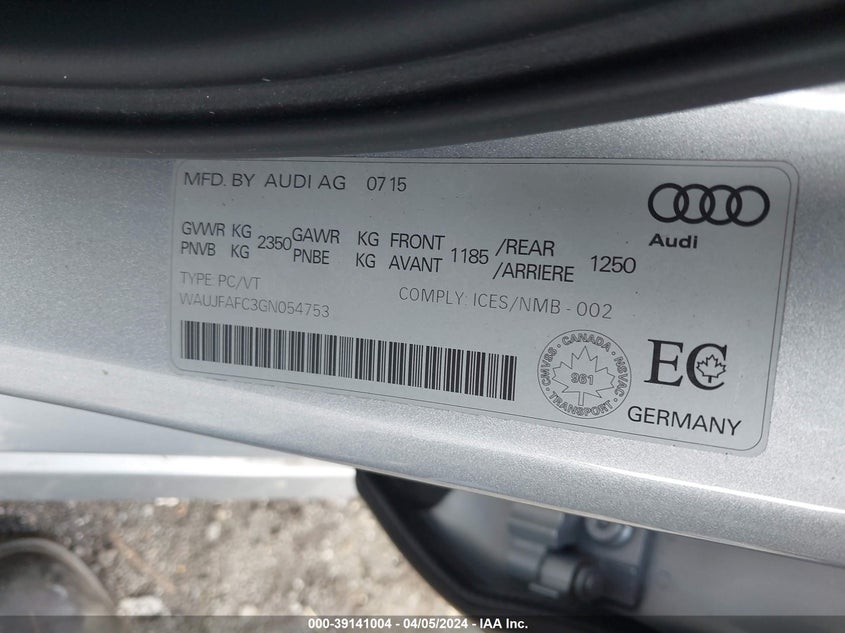 MFD. BY AUDI AG 0715
Audi
GVWR KG 2350 GAWR KG FRONT 1185 /REAR 1250
PNVB KG PNBE KG AVANT /ARRIERE
TYPE: PC/VT
COMPLY: ICES/NMB-002
WAUJFAFC3GN054753
CMVSS · CANADA · NSVAC · TRANSPORT
961
EC
GERMANY
000-39141004 - 04/05/2024 - IAA Inc.